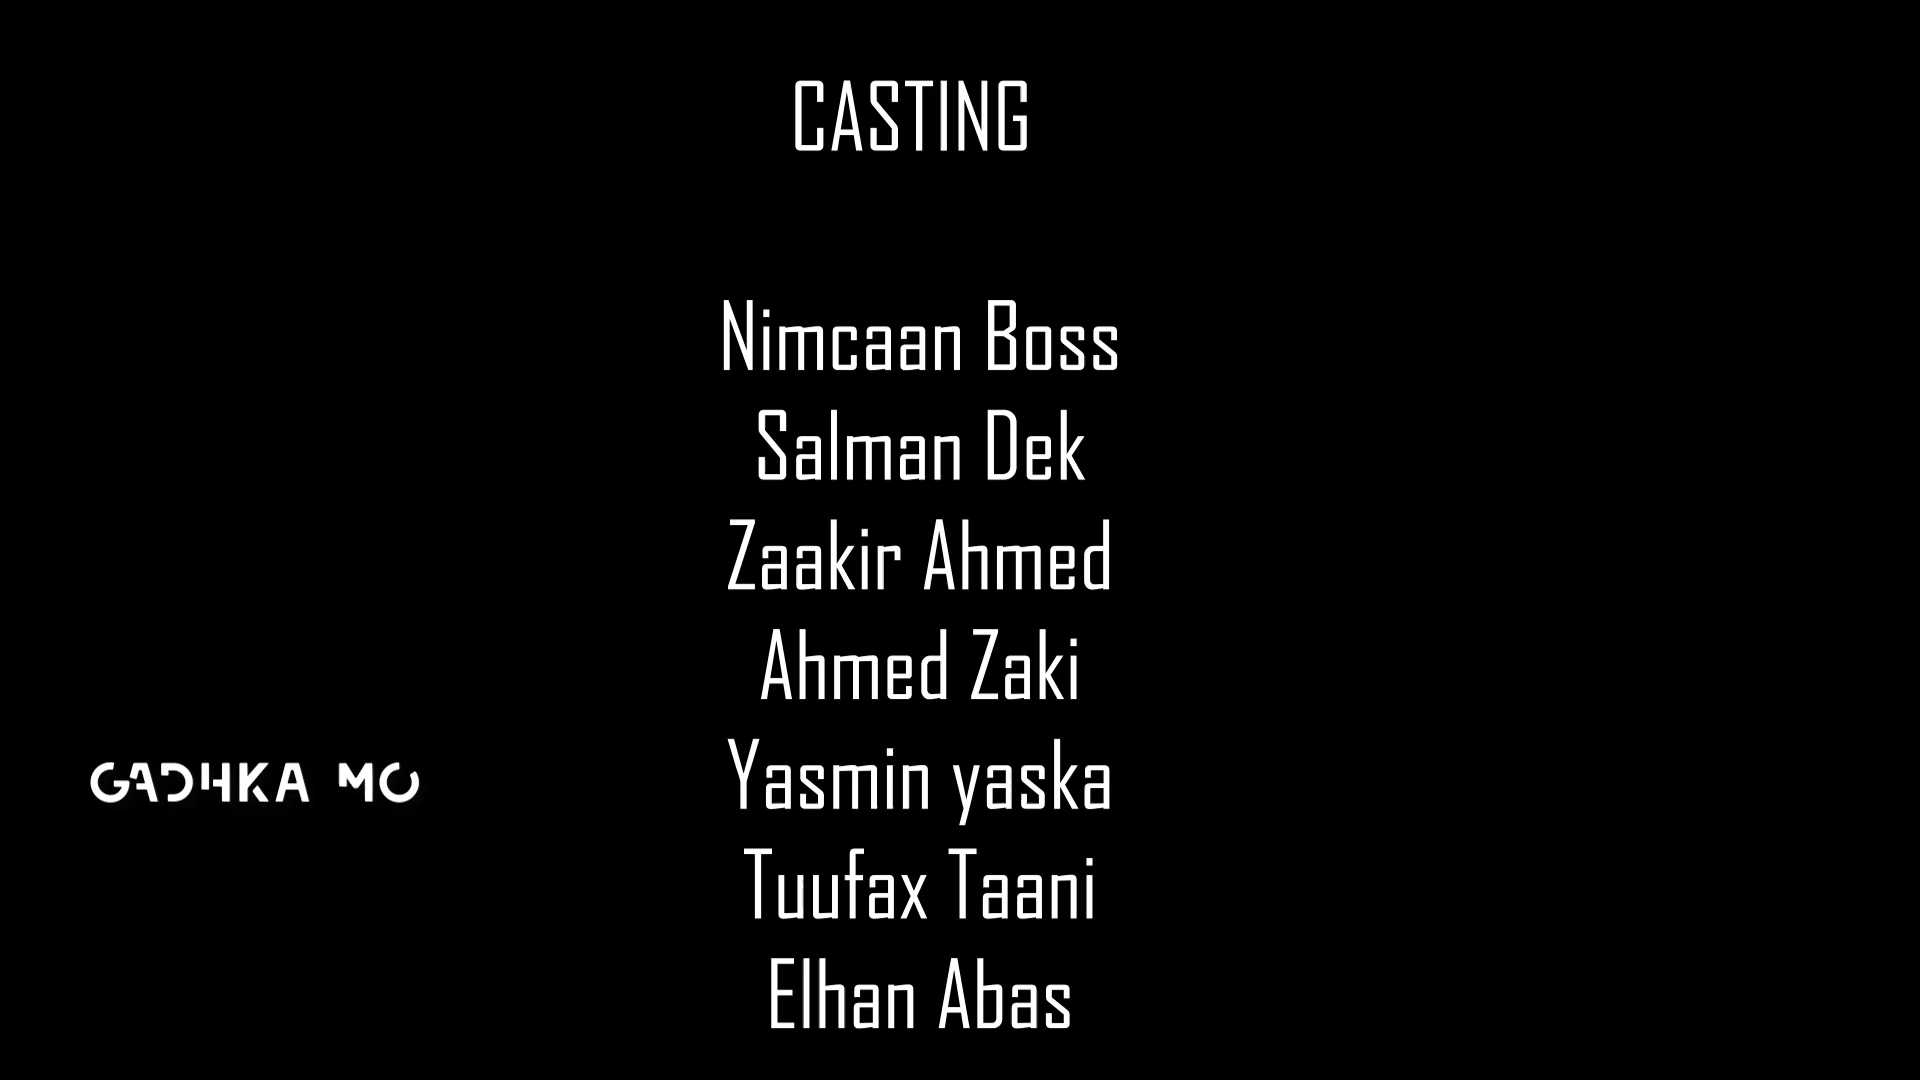 CASTING
Nimcaan Boss
Salman Dek
Zaakir Ahmed
Ahmed Zaki
Yasmin yaska
Tuufax Taani
Elhan Abas
GADHKA MO